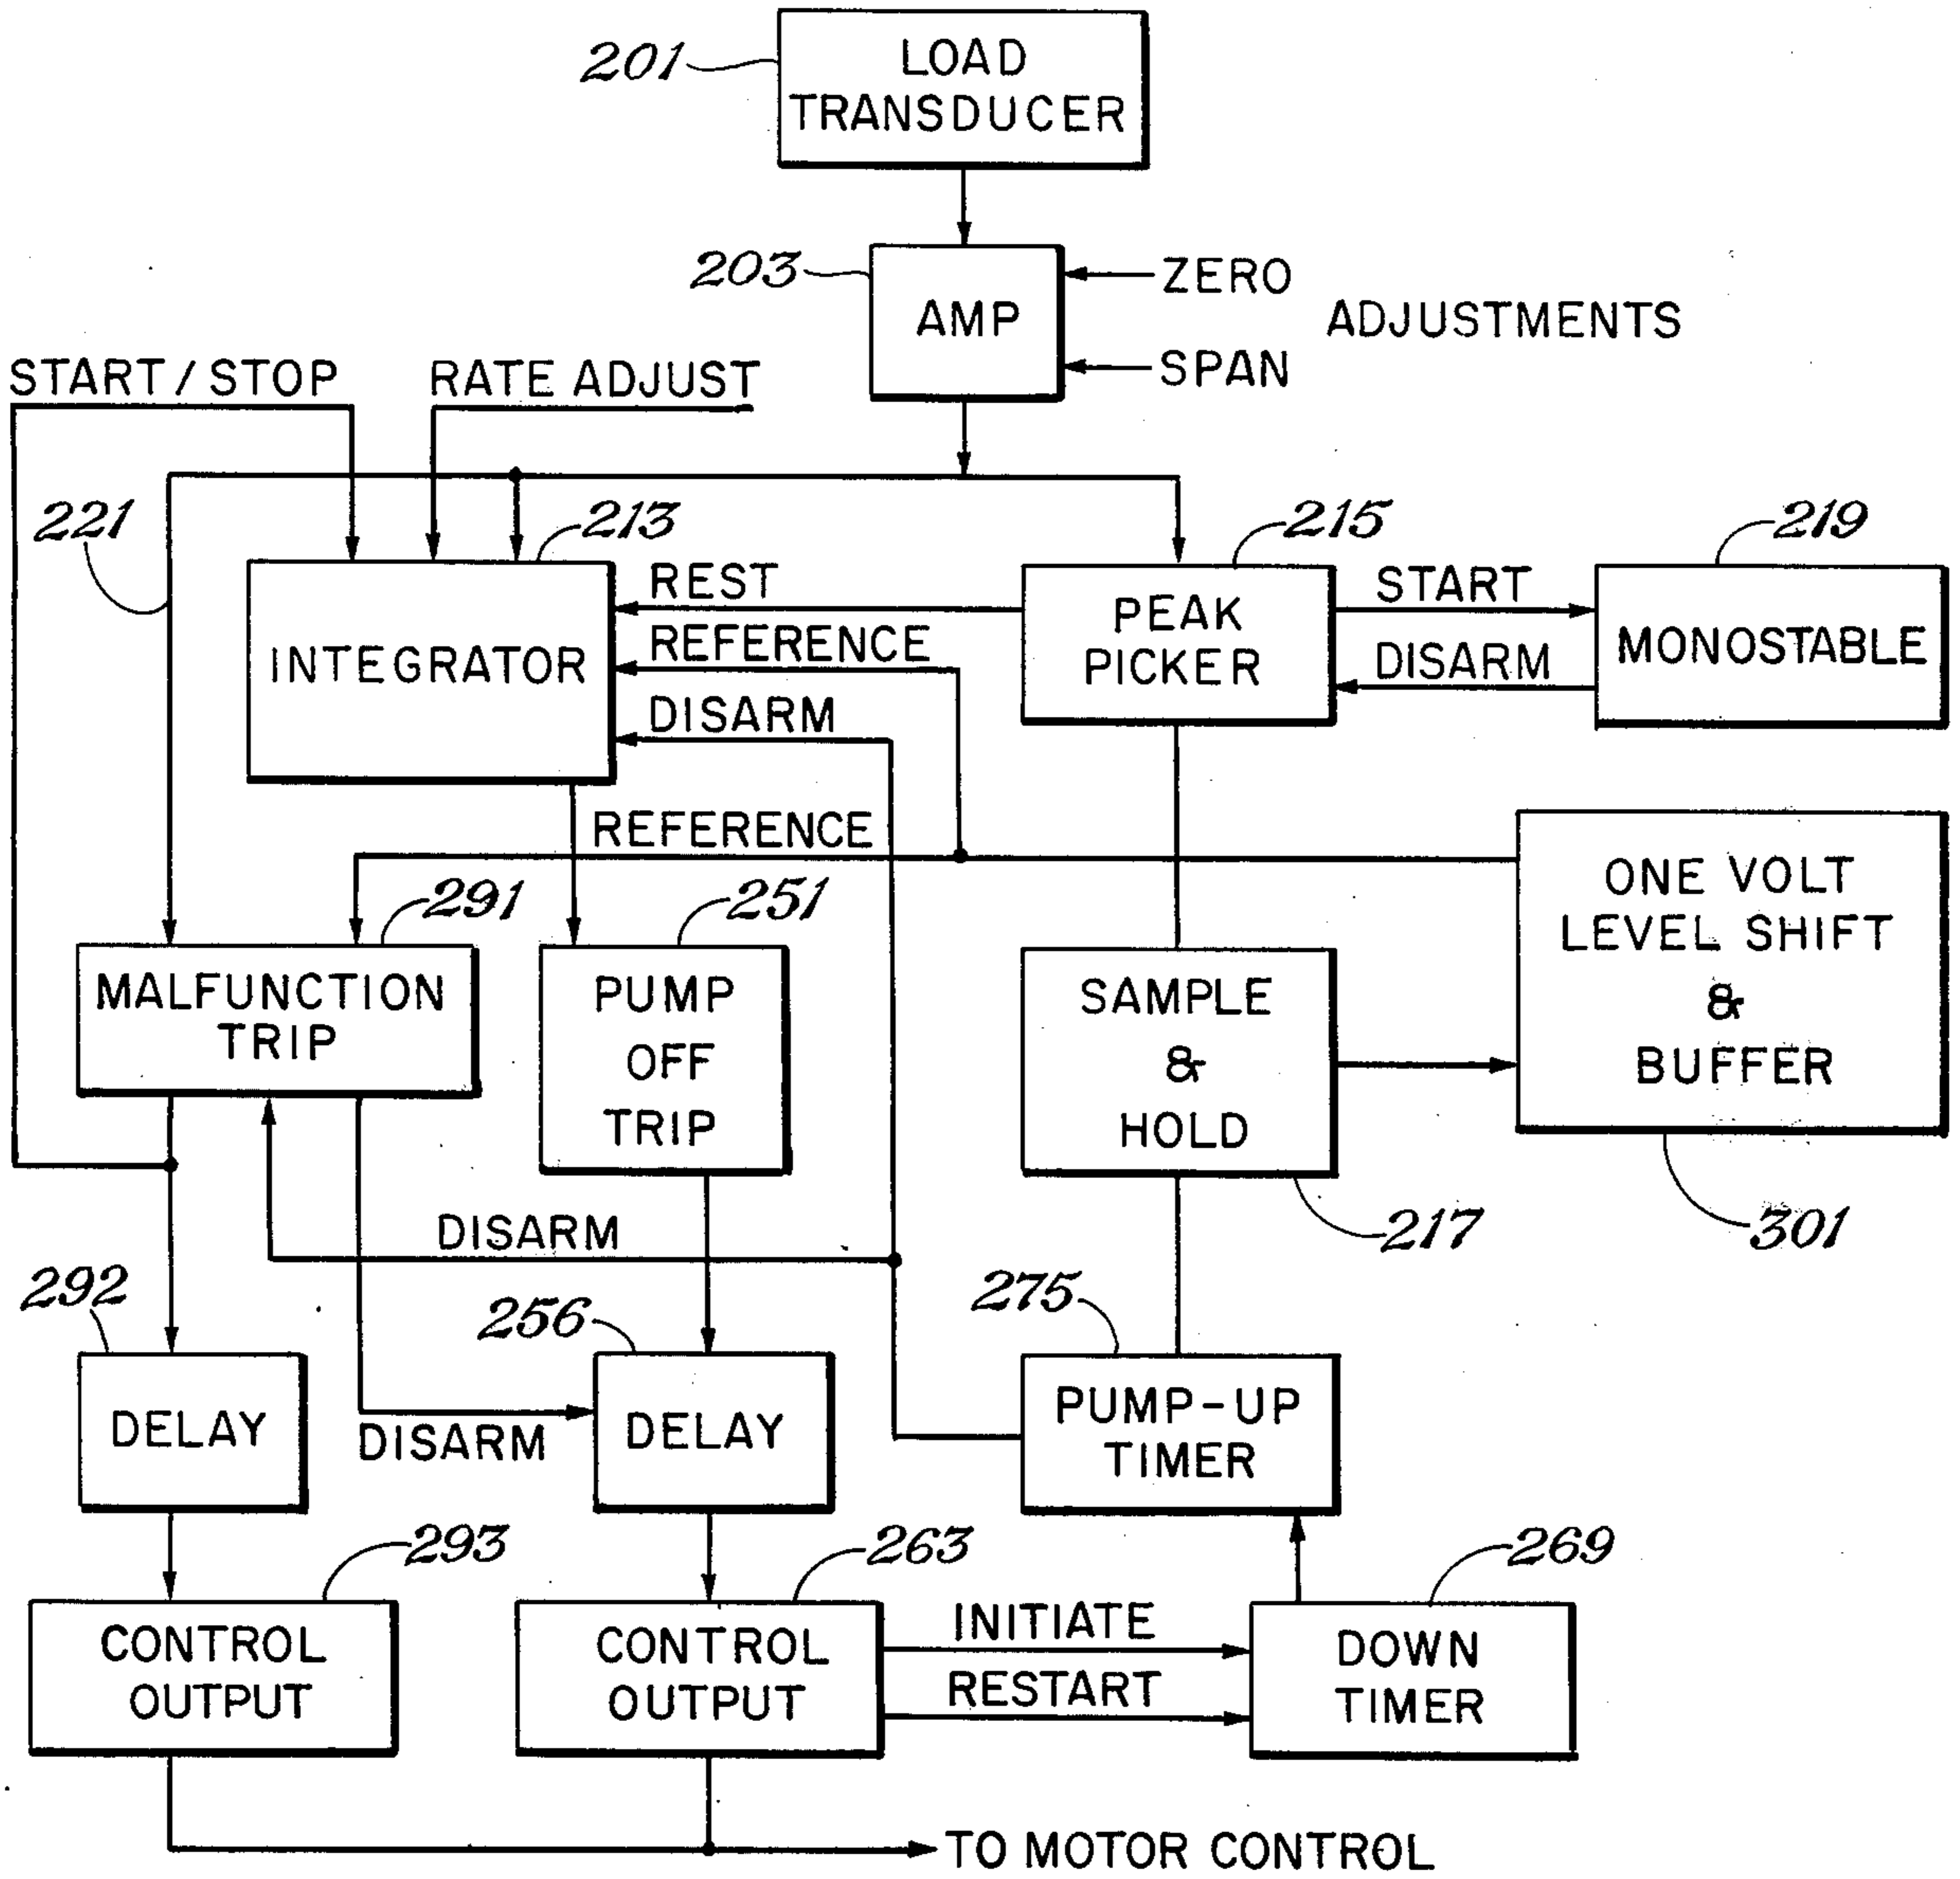 201
LOAD
TRANSDUCER
203
AMP
ZERO
ADJUSTMENTS
SPAN
START / STOP
RATE ADJUST
221
213
215
219
INTEGRATOR
REST
REFERENCE
DISARM
PEAK
PICKER
START
DISARM
MONOSTABLE
REFERENCE
291
251
MALFUNCTION
TRIP
PUMP
OFF
TRIP
SAMPLE
&
HOLD
ONE VOLT
LEVEL SHIFT
&
BUFFER
217
301
DISARM
292
256
275
DELAY
DISARM
DELAY
PUMP-UP
TIMER
293
263
269
CONTROL
OUTPUT
CONTROL
OUTPUT
INITIATE
RESTART
DOWN
TIMER
TO MOTOR CONTROL